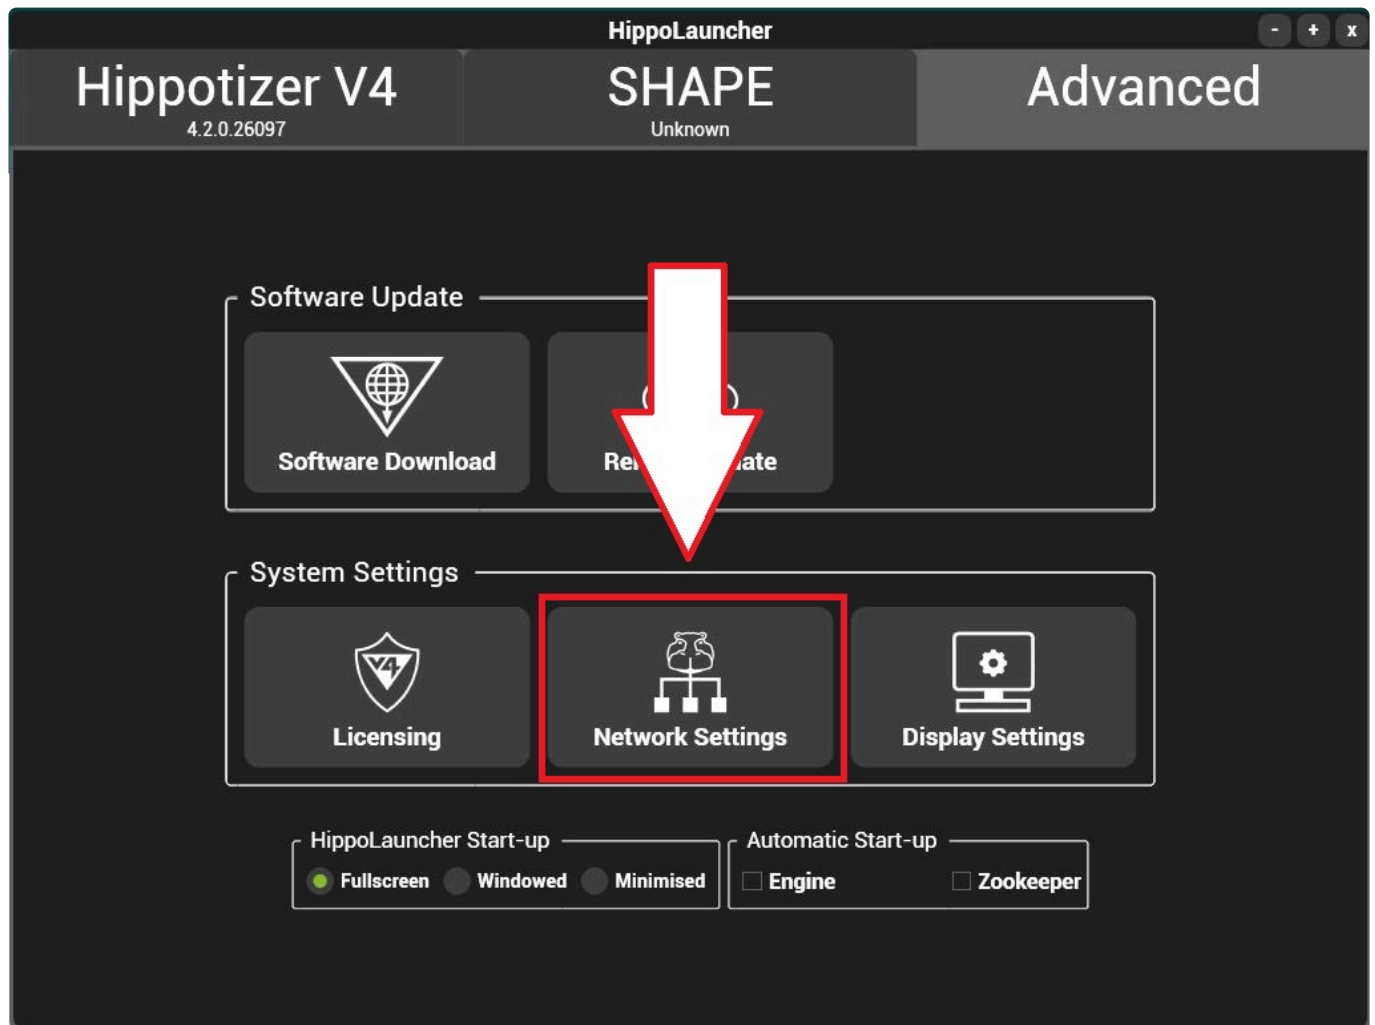 HippoLauncher
- + x
Hippotizer V4
4.2.0.26097
SHAPE
Unknown
Advanced
Software Update
Software Download
System Settings
V4
Licensing
Network Settings
Display Settings
HippoLauncher Start-up
Fullscreen Windowed Minimised
Automatic Start-up
Engine Zookeeper